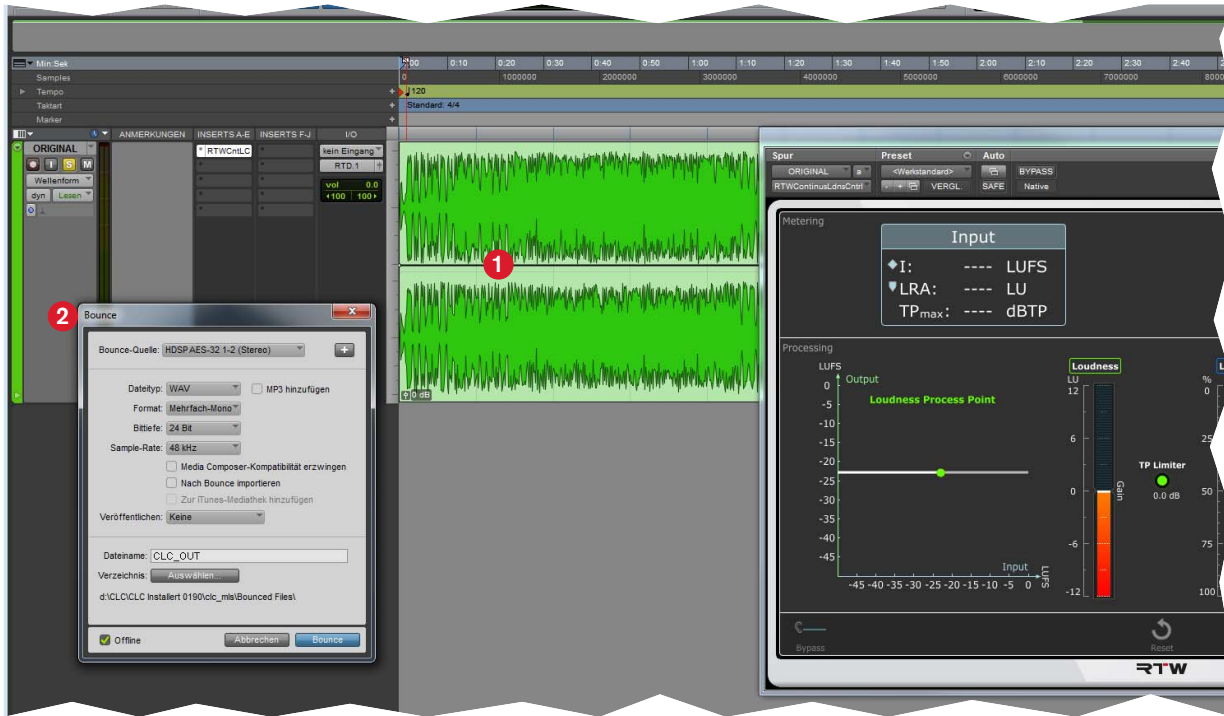 Min:Sek
0:00 0:10 0:20 0:30 0:40 0:50 1:00 1:10 1:20 1:30 1:40 1:50 2:00 2:10 2:20 2:30 2:40
Samples
0 1000000 2000000 3000000 4000000 5000000 6000000 7000000
Tempo
120
Taktart
Standard: 4/4
Marker
ANMERKUNGEN INSERTS A-E INSERTS F-J I/O
ORIGINAL
RTWCntLC
kein Eingang
I S M
RTD.1
Wellenform
vol 0.0
dyn Lesen
100 100
0 dB
1
2
Bounce
Bounce-Quelle: HDSP AES-32 1-2 (Stereo)
+
Dateityp: WAV
MP3 hinzufügen
Format: Mehrfach-Mono
Bittiefe: 24 Bit
Sample-Rate: 48 kHz
Media Composer-Kompatibilität erzwingen
Nach Bounce importieren
Zur iTunes-Mediathek hinzufügen
Veröffentlichen: Keine
Dateiname: CLC_OUT
Verzeichnis: Auswählen...
d:\CLC\CLC Installert 0190\clc_mls\Bounced Files\
Offline
Abbrechen
Bounce
Spur Preset Auto
ORIGINAL a <Werkstandard> BYPASS
RTWContinusLdnsCntrl - + VERGL. SAFE Native
Metering
Input
I: ---- LUFS
LRA: ---- LU
TPmax: ---- dBTP
Processing
LUFS
Output
Loudness Process Point
0
-5
-10
-15
-20
-25
-30
-35
-40
-45
Input
LUFS
-45 -40 -35 -30 -25 -20 -15 -10 -5 0
Loudness
LU
12
6
0
-6
-12
Gain
TP Limiter
0.0 dB
%
0
25
50
75
100
Bypass
Reset
RTW